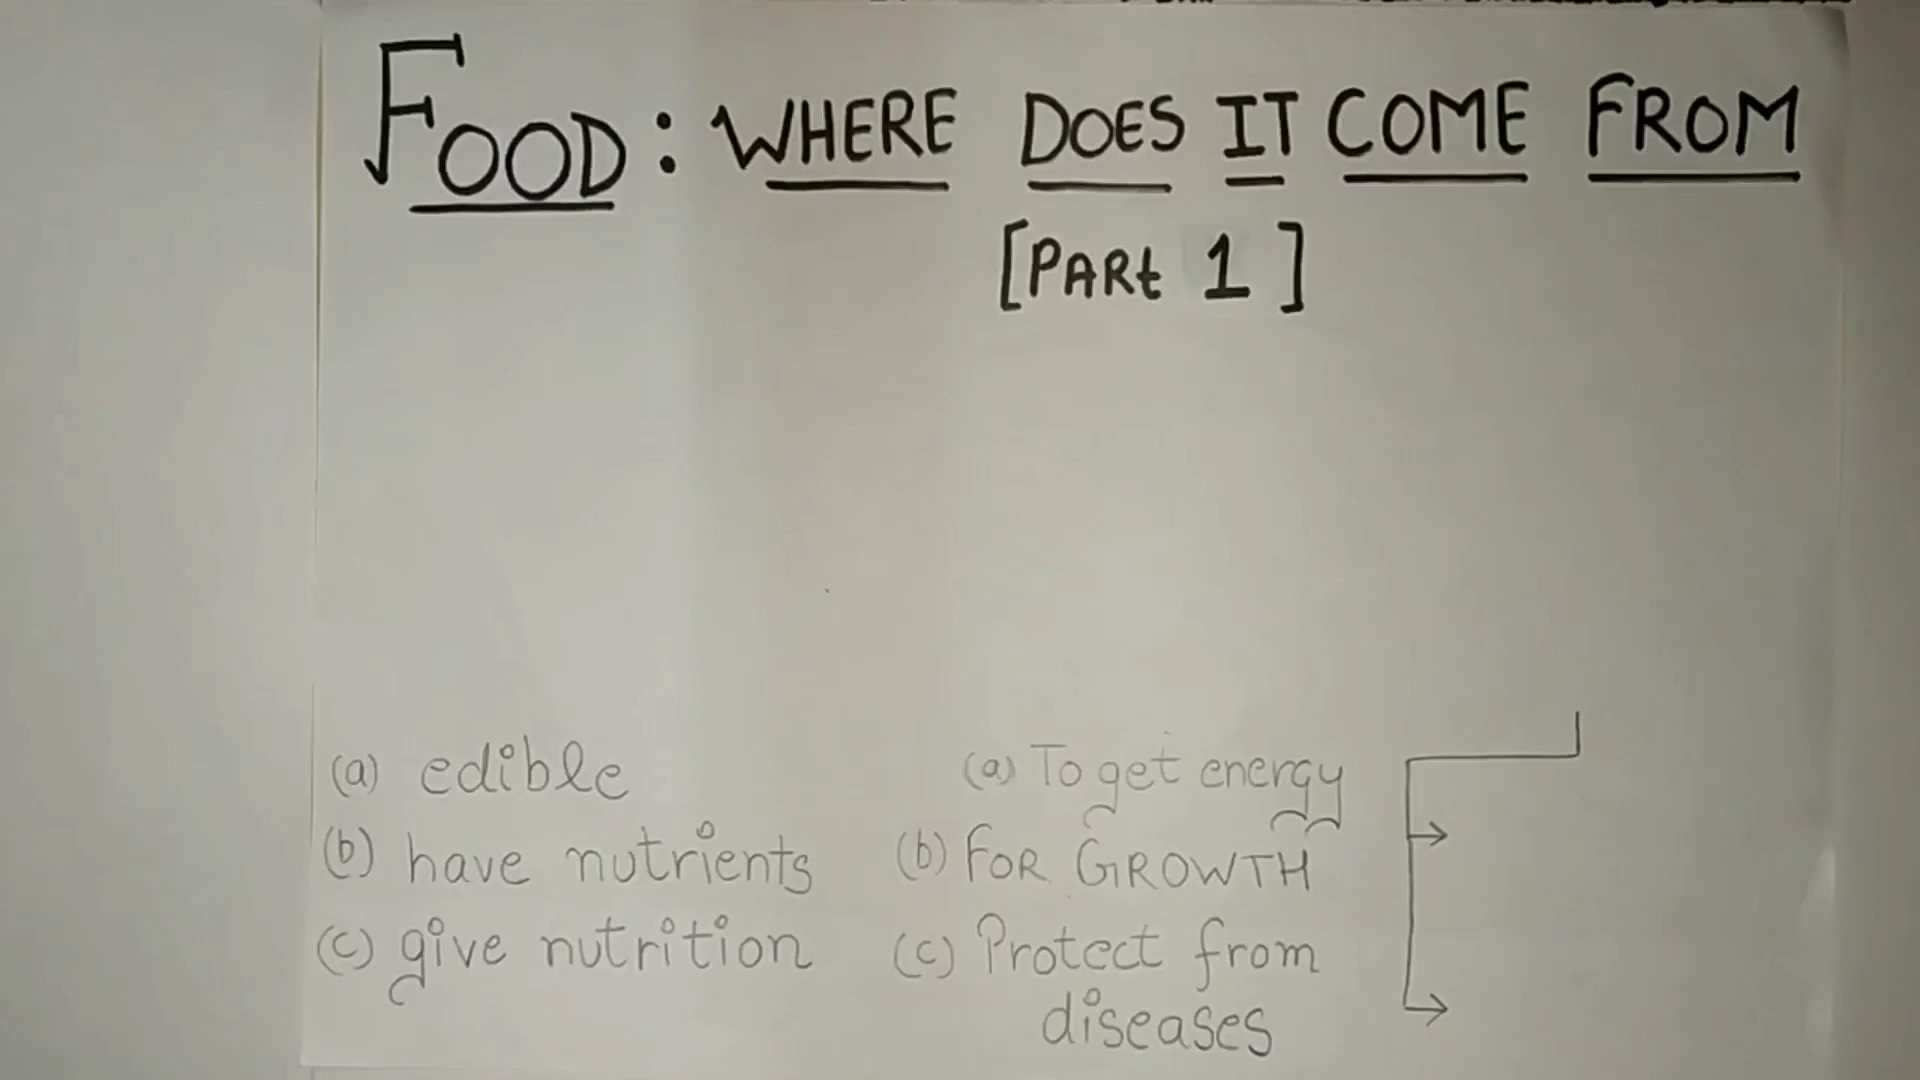 FOOD: WHERE DOES IT COME FROM
[PARt 1]
(a) edible
(b) have nutrients
(c) give nutrition
(a) To get energy
(b) FOR GROWTH
(c) Protect from
diseases